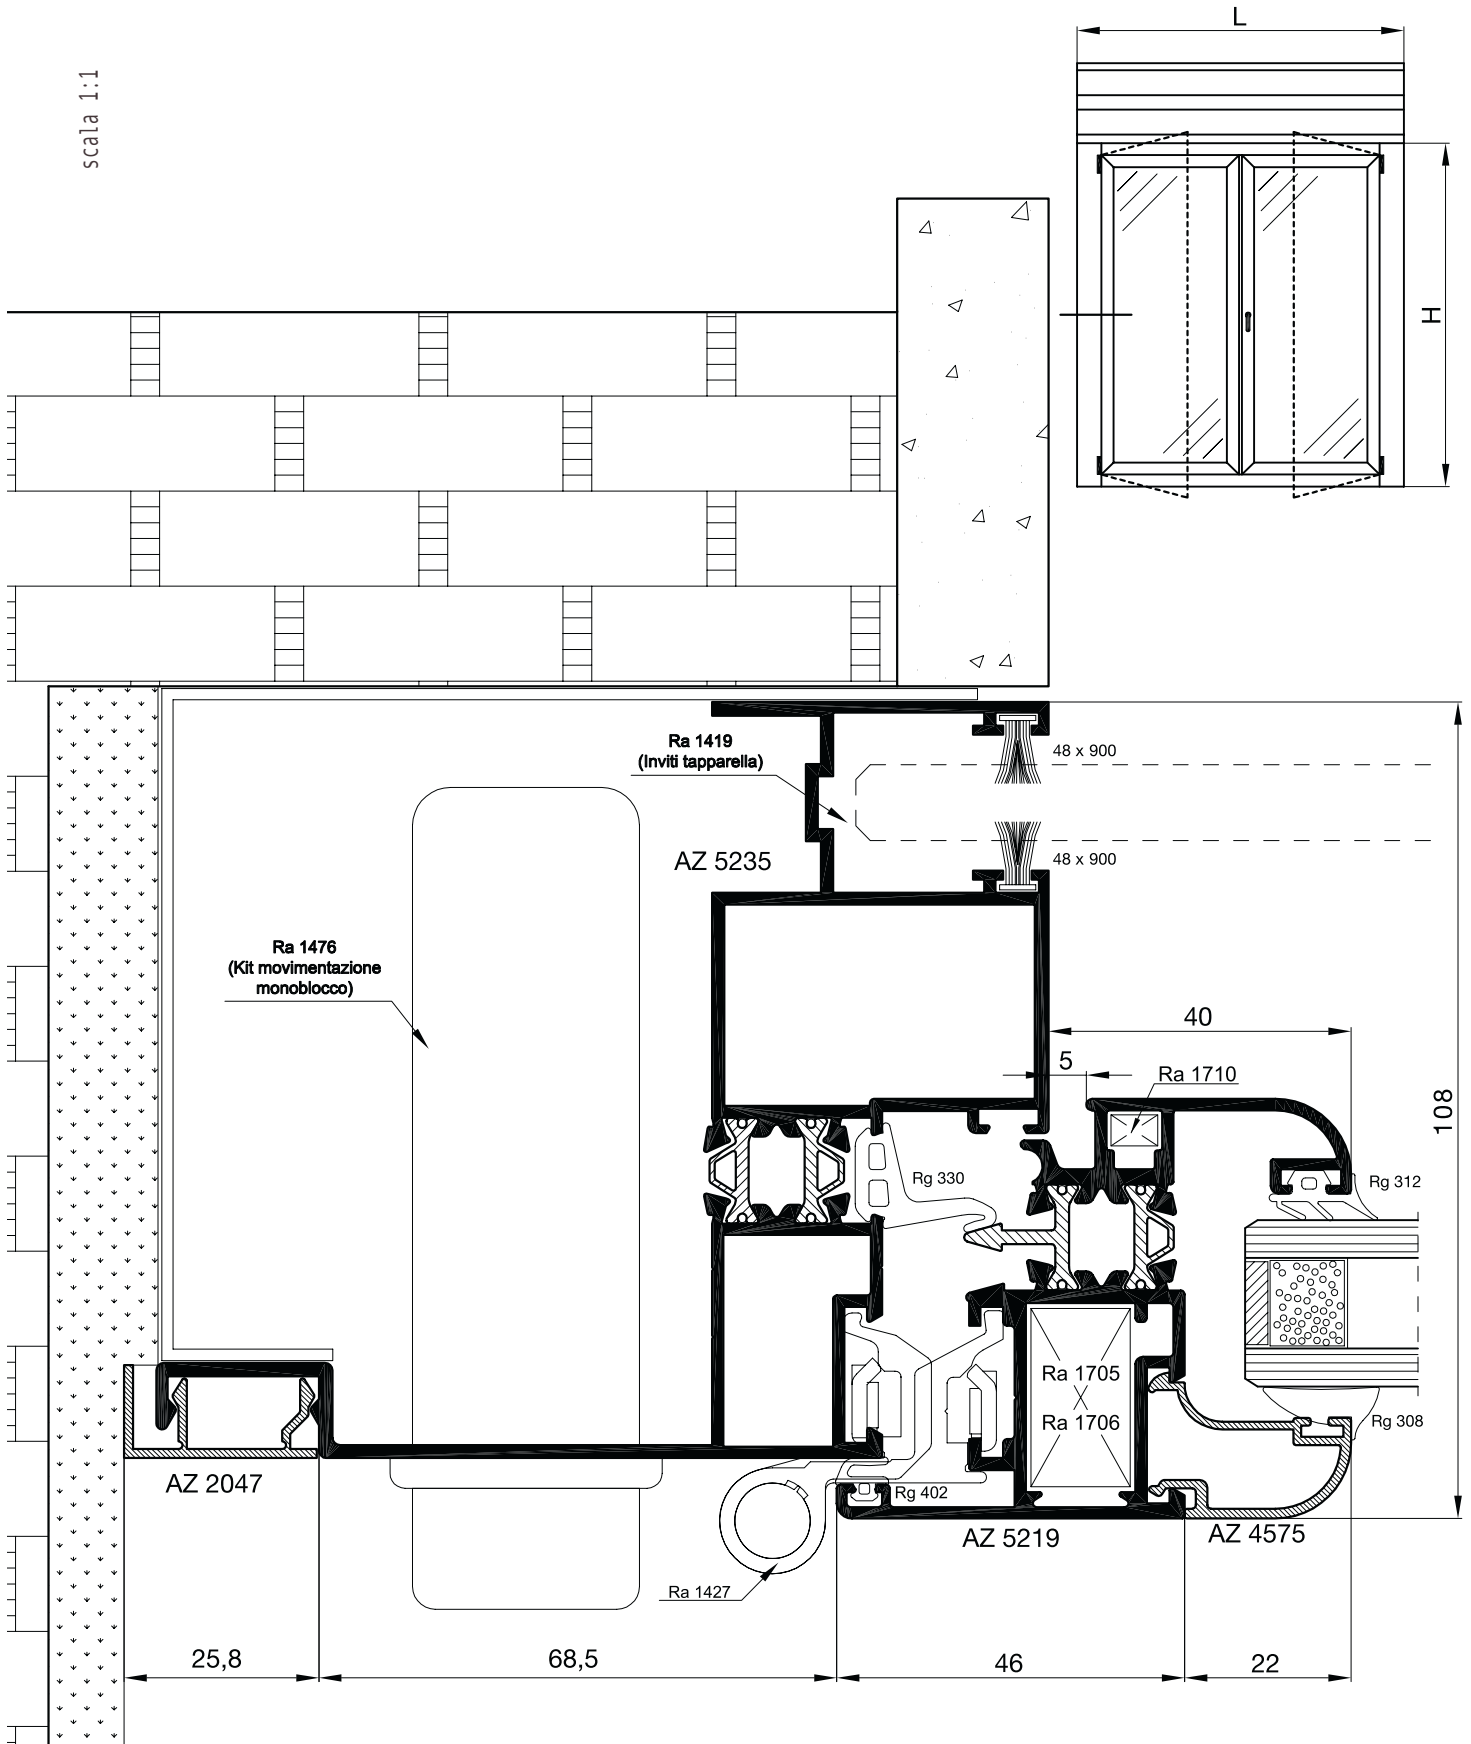 L
scala 1:1
H
Ra 1419
(Inviti tapparella)
48 x 900
AZ 5235
48 x 900
Ra 1476
(Kit movimentazione
monoblocco)
40
5
Ra 1710
108
Rg 330
Rg 312
Ra 1705
Ra 1706
Rg 308
AZ 2047
Rg 402
AZ 5219
AZ 4575
Ra 1427
25,8
68,5
46
22